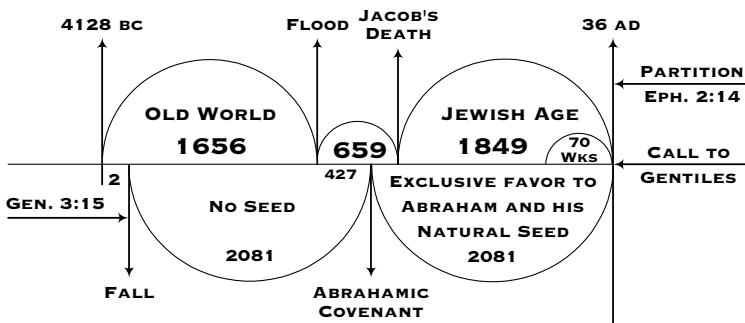 4128 BC
FLOOD
JACOB'S
DEATH
36 AD
PARTITION
EPH. 2:14
OLD WORLD
1656
659
JEWISH AGE
1849
70
WKS
CALL TO
GENTILES
2
427
GEN. 3:15
NO SEED
2081
EXCLUSIVE FAVOR TO
ABRAHAM AND HIS
NATURAL SEED
2081
FALL
ABRAHAMIC
COVENANT